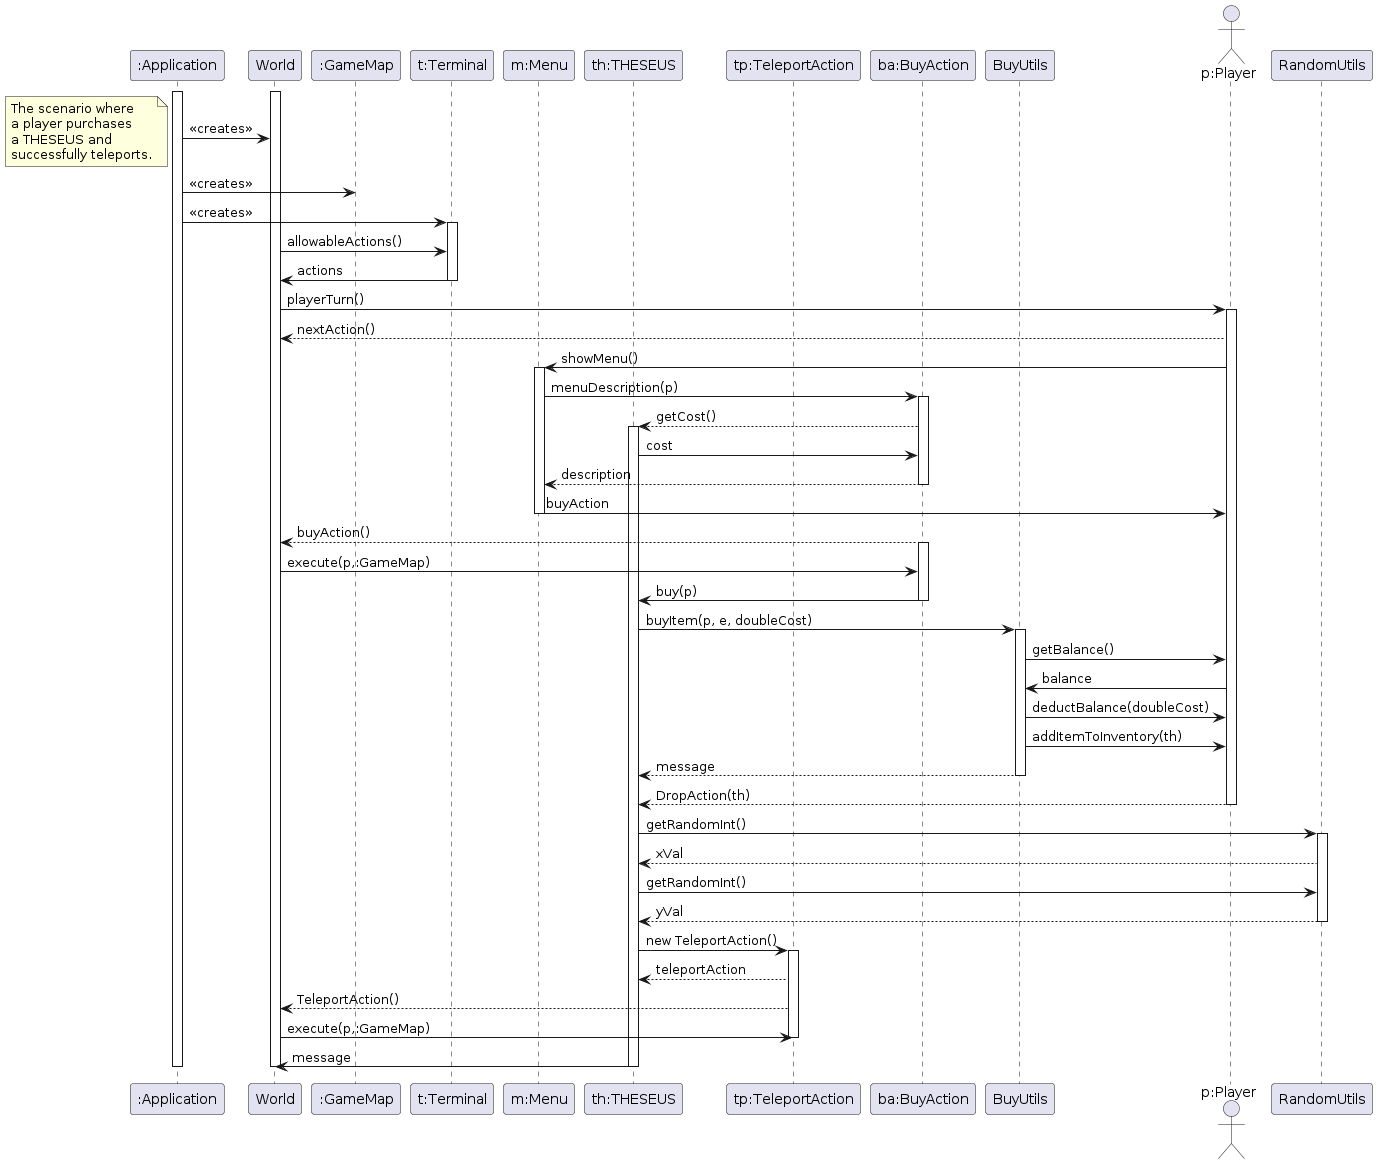 :Application
World
:GameMap
t:Terminal
m:Menu
th:THESEUS
tp:TeleportAction
ba:BuyAction
BuyUtils
p:Player
RandomUtils
The scenario where
a player purchases
a THESEUS and
successfully teleports.
«creates»
«creates»
«creates»
allowableActions()
actions
playerTurn()
nextAction()
showMenu()
menuDescription(p)
getCost()
cost
description
buyAction
buyAction()
execute(p,:GameMap)
buy(p)
buyItem(p, e, doubleCost)
getBalance()
balance
deductBalance(doubleCost)
addItemToInventory(th)
message
DropAction(th)
getRandomInt()
xVal
getRandomInt()
yVal
new TeleportAction()
teleportAction
TeleportAction()
execute(p,:GameMap)
message
:Application
World
:GameMap
t:Terminal
m:Menu
th:THESEUS
tp:TeleportAction
ba:BuyAction
BuyUtils
p:Player
RandomUtils